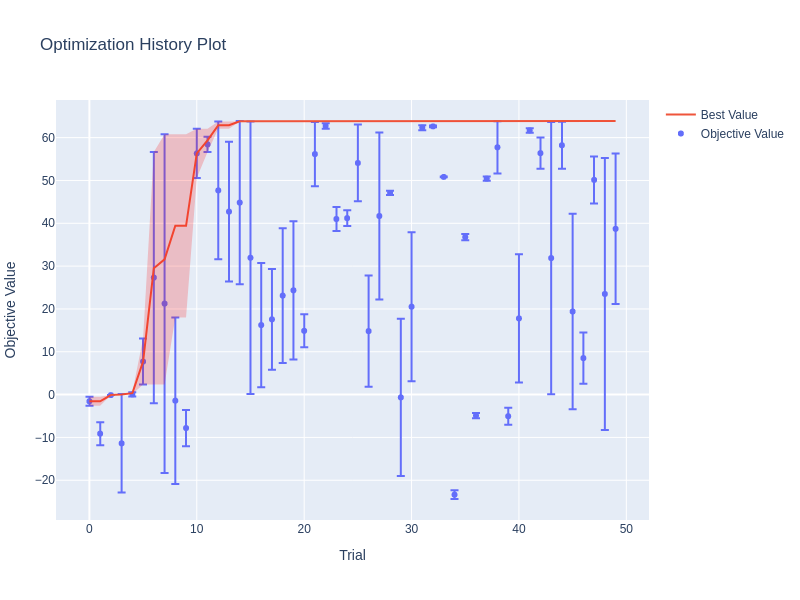 Optimization History Plot
Best Value
Objective Value
Objective Value
60
50
40
30
20
10
0
−10
−20
0 10 20 30 40 50
Trial